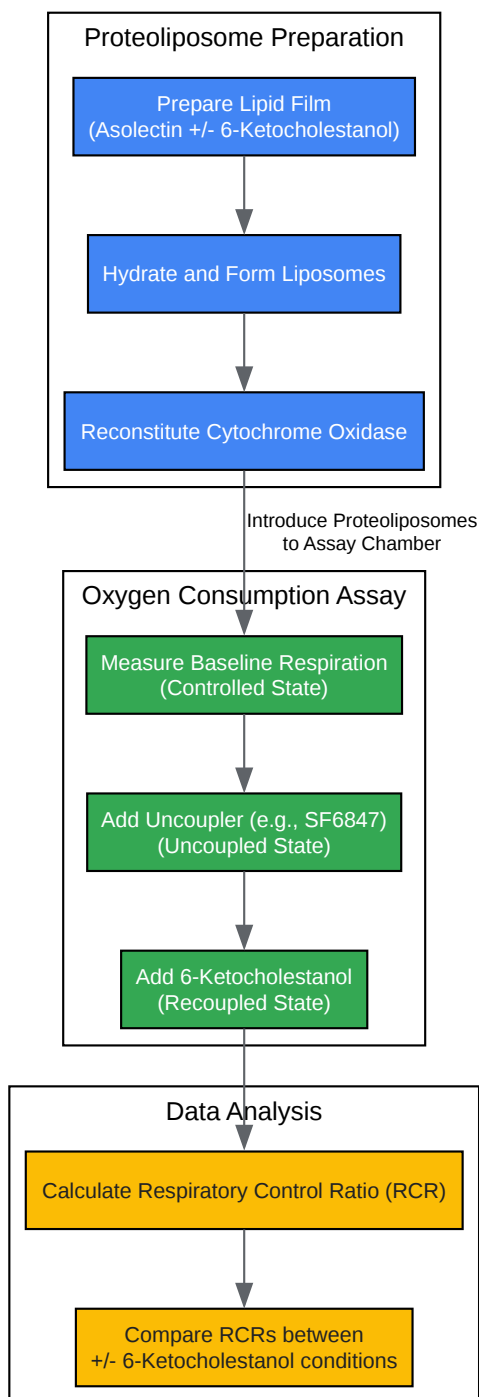 Proteoliposome Preparation
Prepare Lipid Film
(Asolectin +/- 6-Ketocholestanol)
Hydrate and Form Liposomes
Reconstitute Cytochrome Oxidase
Introduce Proteoliposomes
to Assay Chamber
Oxygen Consumption Assay
Measure Baseline Respiration
(Controlled State)
Add Uncoupler (e.g., SF6847)
(Uncoupled State)
Add 6-Ketocholestanol
(Recoupled State)
Data Analysis
Calculate Respiratory Control Ratio (RCR)
Compare RCRs between
+/- 6-Ketocholestanol conditions